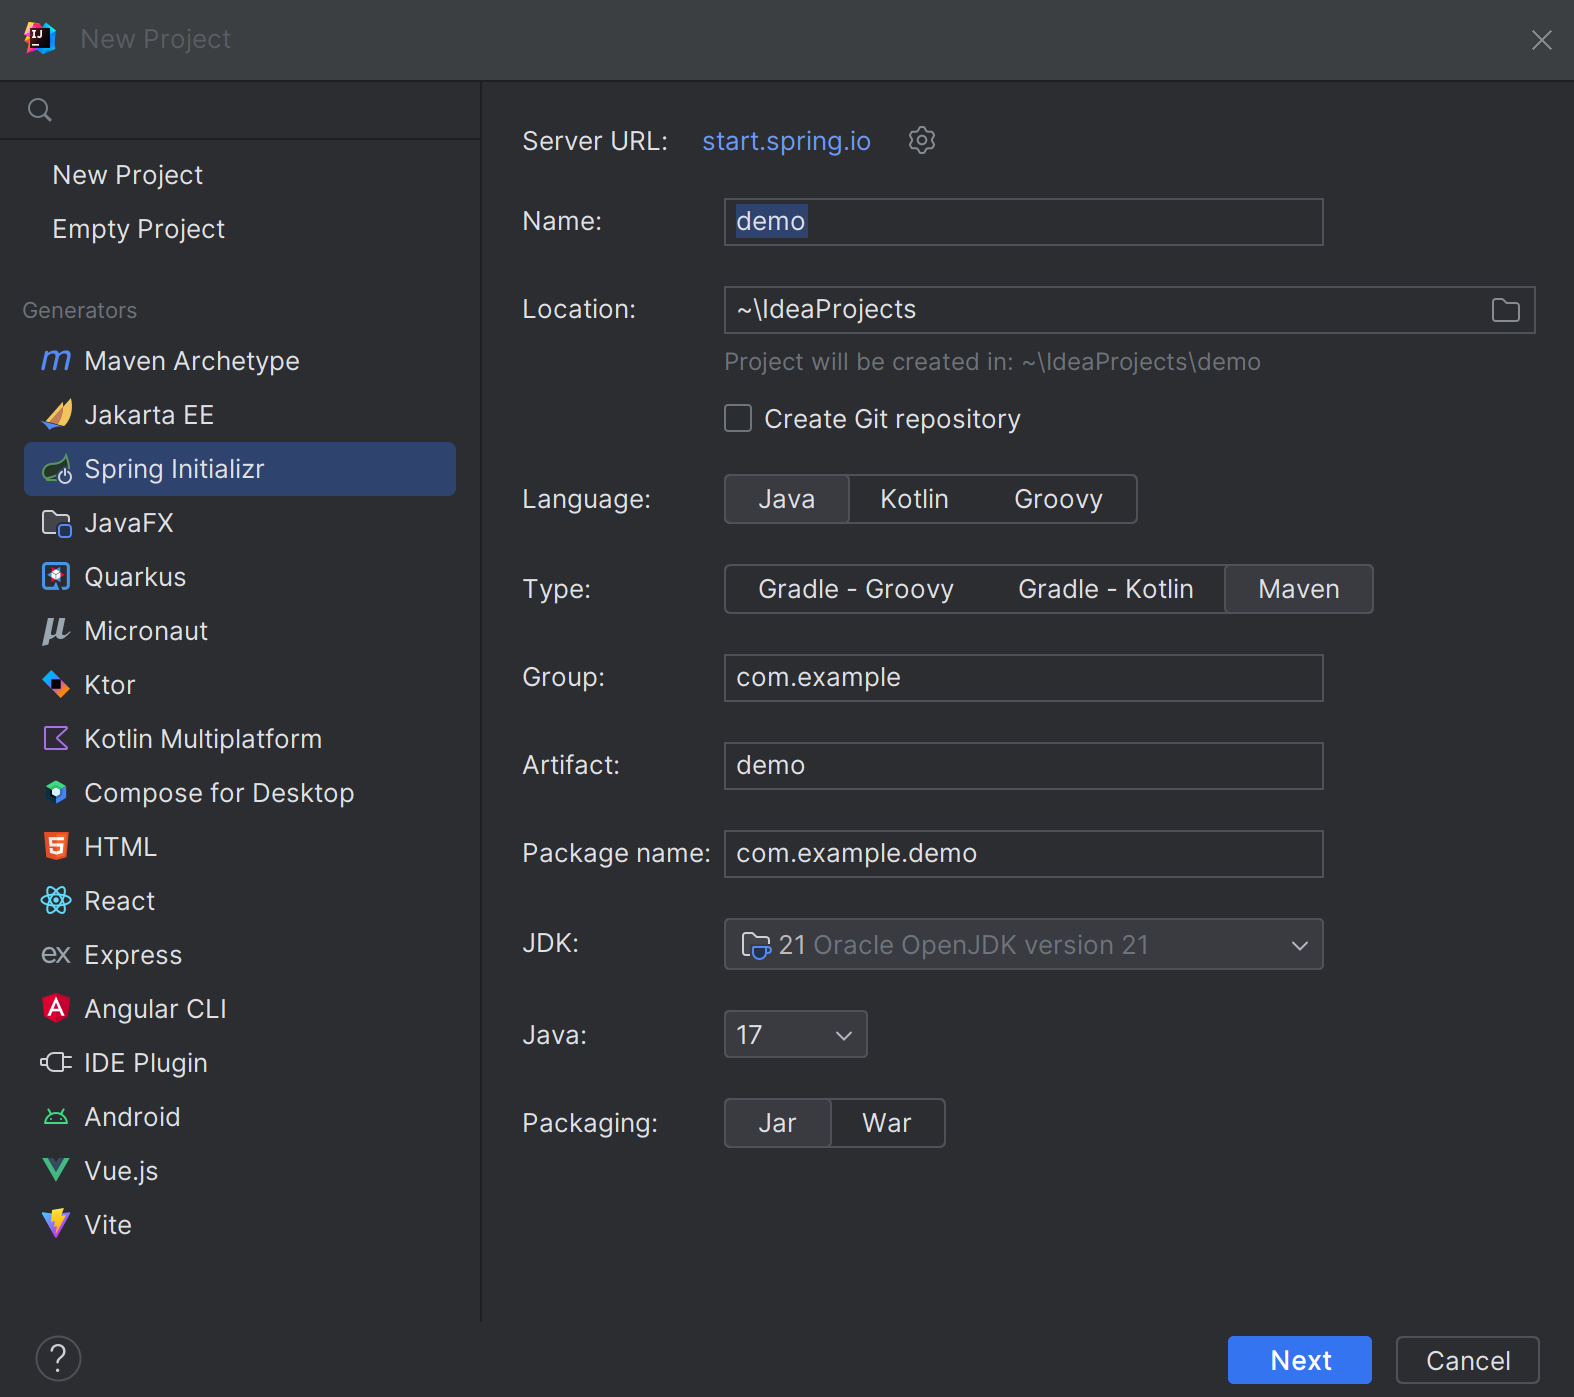 New Project
New Project
Empty Project
Generators
Maven Archetype
Jakarta EE
Spring Initializr
JavaFX
Quarkus
Micronaut
Ktor
Kotlin Multiplatform
Compose for Desktop
HTML
React
Express
Angular CLI
IDE Plugin
Android
Vue.js
Vite
Server URL: start.spring.io
Name: demo
Location: ~\IdeaProjects
Project will be created in: ~\IdeaProjects\demo
Create Git repository
Language: Java Kotlin Groovy
Type: Gradle - Groovy Gradle - Kotlin Maven
Group: com.example
Artifact: demo
Package name: com.example.demo
JDK: 21 Oracle OpenJDK version 21
Java: 17
Packaging: Jar War
? Next Cancel